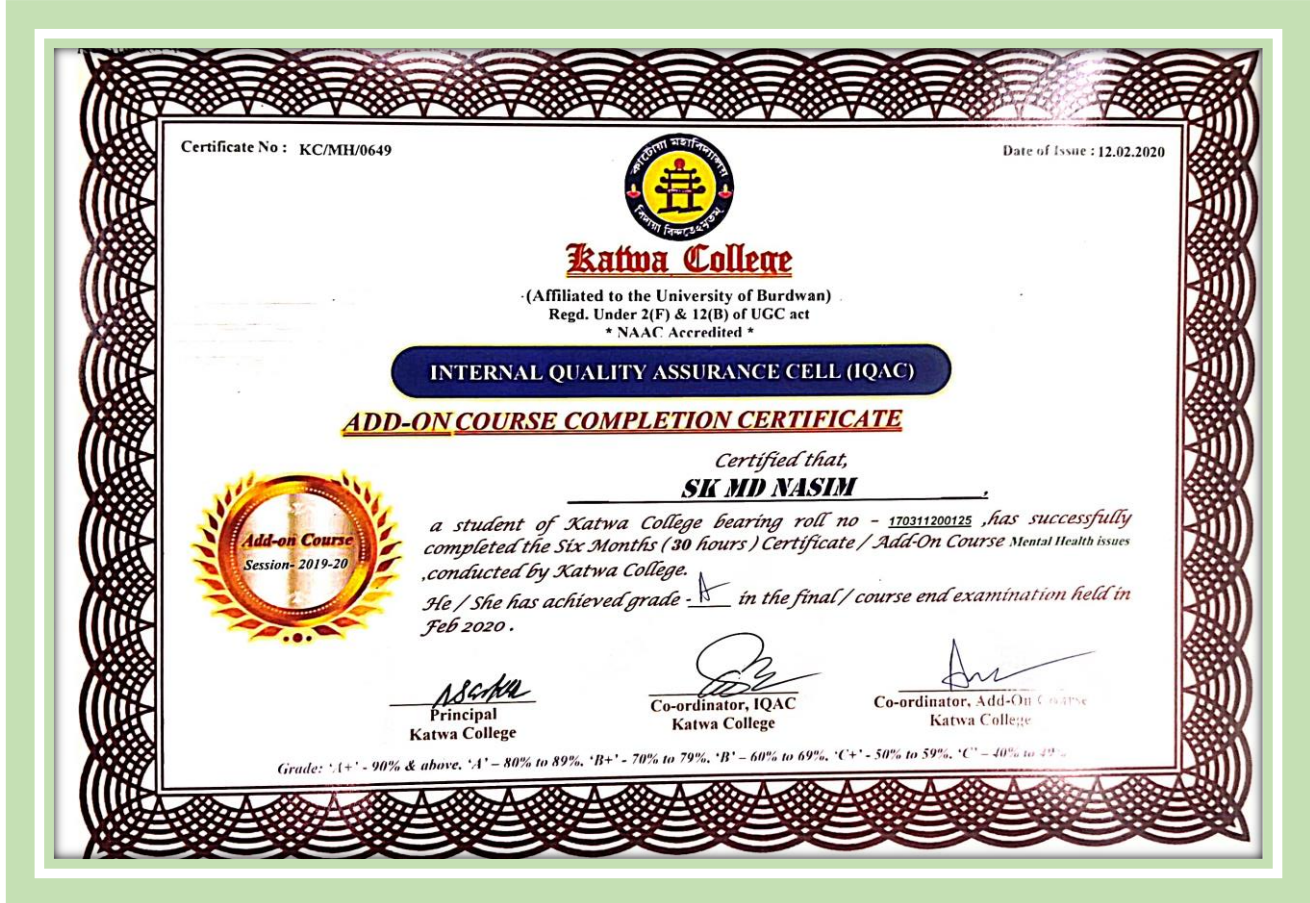 Certificate No : KC/MH/0649
Date of Issue : 12.02.2020
কাটোয়া মহাবিদ্যালয়
Katwa College
(Affiliated to the University of Burdwan)
Regd. Under 2(F) & 12(B) of UGC act
* NAAC Accredited *
INTERNAL QUALITY ASSURANCE CELL (IQAC)
ADD-ON COURSE COMPLETION CERTIFICATE
Certified that,
SK MD NASIM ,
Add-on Course
Session- 2019-20
a student of Katwa College bearing roll no - 170311200125 ,has successfully
completed the Six Months ( 30 hours ) Certificate / Add-On Course Mental Health issues
,conducted by Katwa College.
He / She has achieved grade - A in the final / course end examination held in
Feb 2020 .
Principal
Katwa College
Co-ordinator, IQAC
Katwa College
Co-ordinator, Add-On Course
Katwa College
Grade: 'A+' - 90% & above, 'A' – 80% to 89%, 'B+' - 70% to 79%, 'B' – 60% to 69%, 'C+' - 50% to 59%, 'C' – 40% to 49%